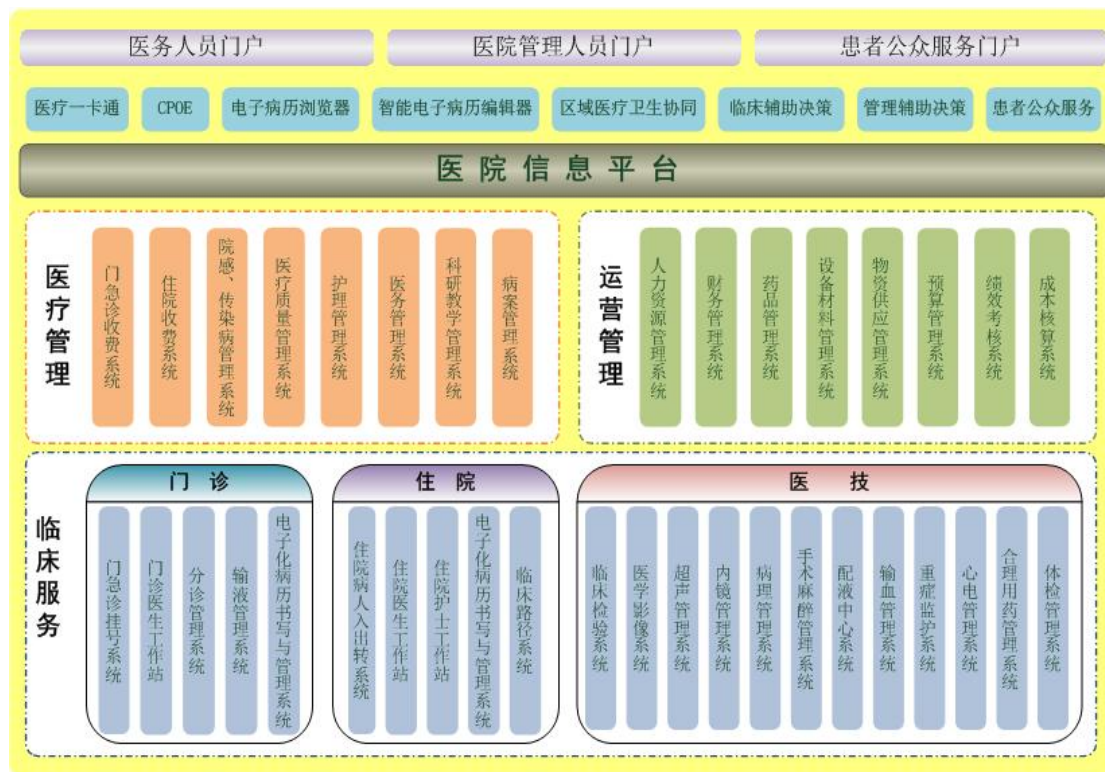 医务人员门户
医院管理人员门户
患者公众服务门户
医疗一卡通
CPOE
电子病历浏览器
智能电子病历编辑器
区域医疗卫生协同
临床辅助决策
管理辅助决策
患者公众服务
医院信息平台
医疗管理
门急诊收费系统
住院收费系统
院感、传染病管理系统
医疗质量管理系统
护理管理系统
医务管理系统
科研教学管理系统
病案管理系统
运营管理
人力资源管理系统
财务管理系统
药品管理系统
设备材料管理系统
物资供应管理系统
预算管理系统
绩效考核系统
成本核算系统
临床服务
门诊
门急诊挂号系统
门诊医生工作站
分诊管理系统
输液管理系统
电子化病历书写与管理系统
住院
住院病人入出转系统
住院医生工作站
住院护士工作站
电子化病历书写与管理系统
临床路径系统
医技
临床检验系统
医学影像系统
超声管理系统
内镜管理系统
病理管理系统
手术麻醉管理系统
配液中心系统
输血管理系统
重症监护系统
心电管理系统
合理用药管理系统
体检管理系统